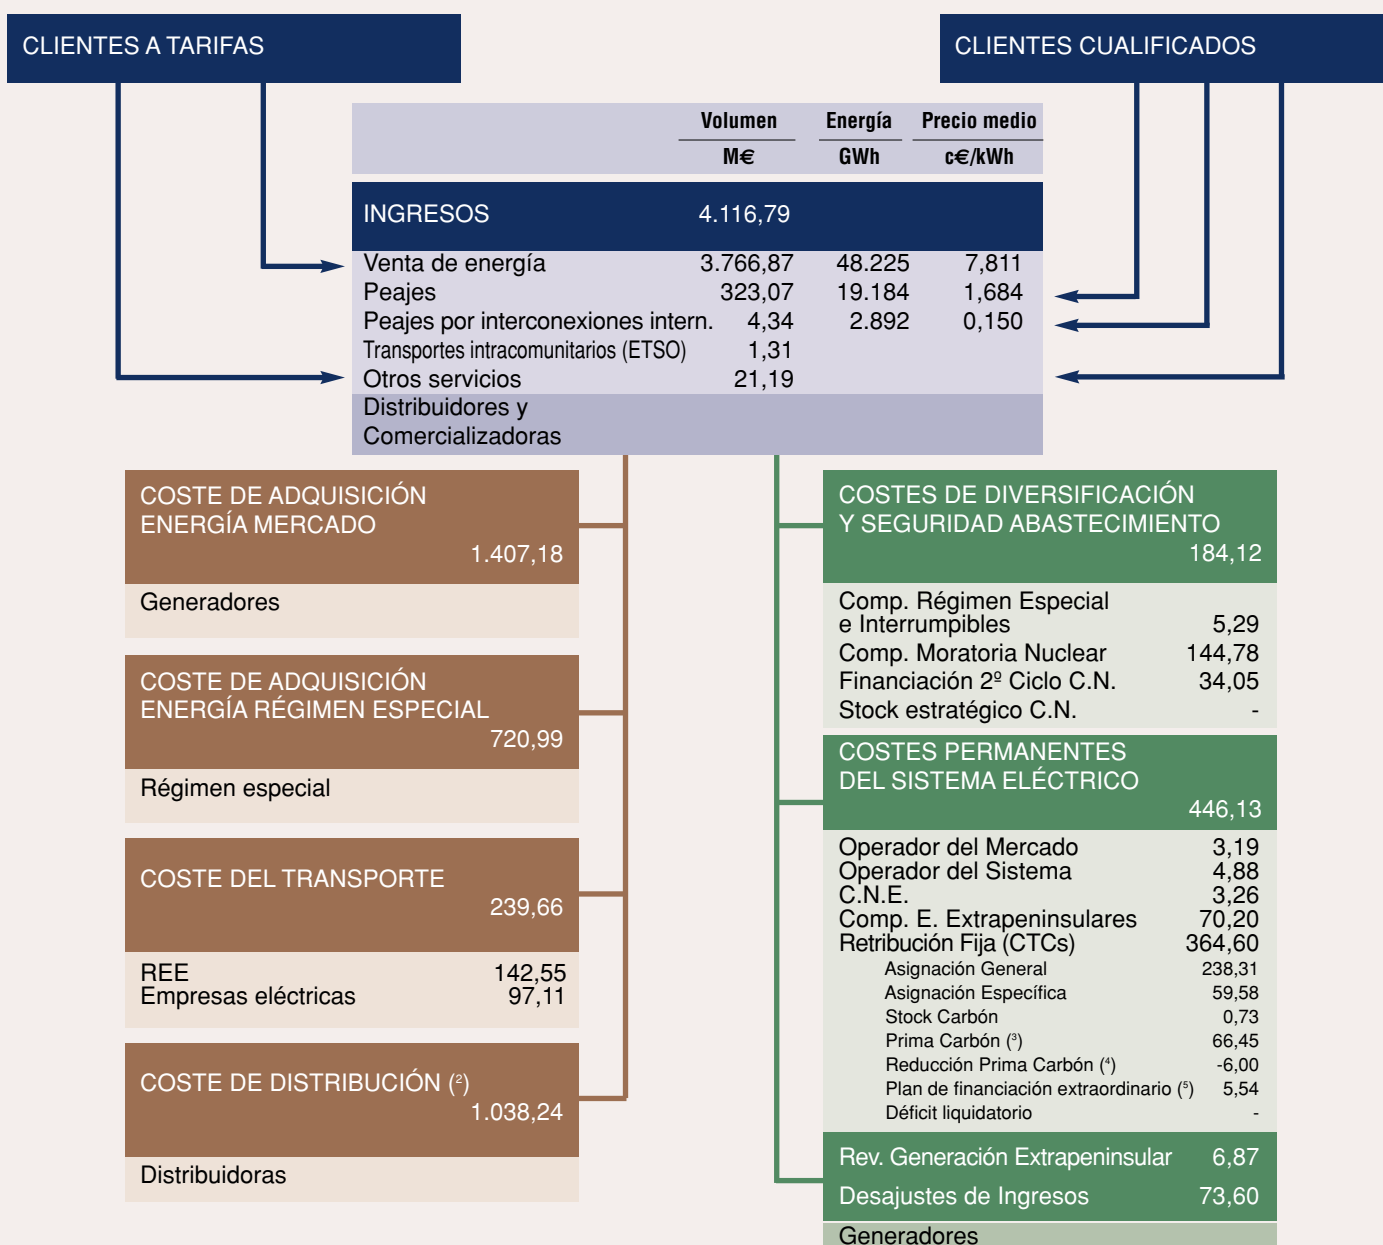 CLIENTES A TARIFAS
CLIENTES CUALIFICADOS
Volumen Energía Precio medio
M€ GWh c€/kWh
INGRESOS 4.116,79
Venta de energía 3.766,87 48.225 7,811
Peajes 323,07 19.184 1,684
Peajes por interconexiones intern. 4,34 2.892 0,150
Transportes intracomunitarios (ETSO) 1,31
Otros servicios 21,19
Distribuidores y
Comercializadoras
COSTE DE ADQUISICIÓN
ENERGÍA MERCADO
1.407,18
Generadores
COSTE DE ADQUISICIÓN
ENERGÍA RÉGIMEN ESPECIAL
720,99
Régimen especial
COSTE DEL TRANSPORTE
239,66
REE 142,55
Empresas eléctricas 97,11
COSTE DE DISTRIBUCIÓN (²)
1.038,24
Distribuidoras
COSTES DE DIVERSIFICACIÓN
Y SEGURIDAD ABASTECIMIENTO
184,12
Comp. Régimen Especial
e Interrumpibles 5,29
Comp. Moratoria Nuclear 144,78
Financiación 2º Ciclo C.N. 34,05
Stock estratégico C.N. -
COSTES PERMANENTES
DEL SISTEMA ELÉCTRICO
446,13
Operador del Mercado 3,19
Operador del Sistema 4,88
C.N.E. 3,26
Comp. E. Extrapeninsulares 70,20
Retribución Fija (CTCs) 364,60
Asignación General 238,31
Asignación Específica 59,58
Stock Carbón 0,73
Prima Carbón (³) 66,45
Reducción Prima Carbón (⁴) -6,00
Plan de financiación extraordinario (⁵) 5,54
Déficit liquidatorio -
Rev. Generación Extrapeninsular 6,87
Desajustes de Ingresos 73,60
Generadores